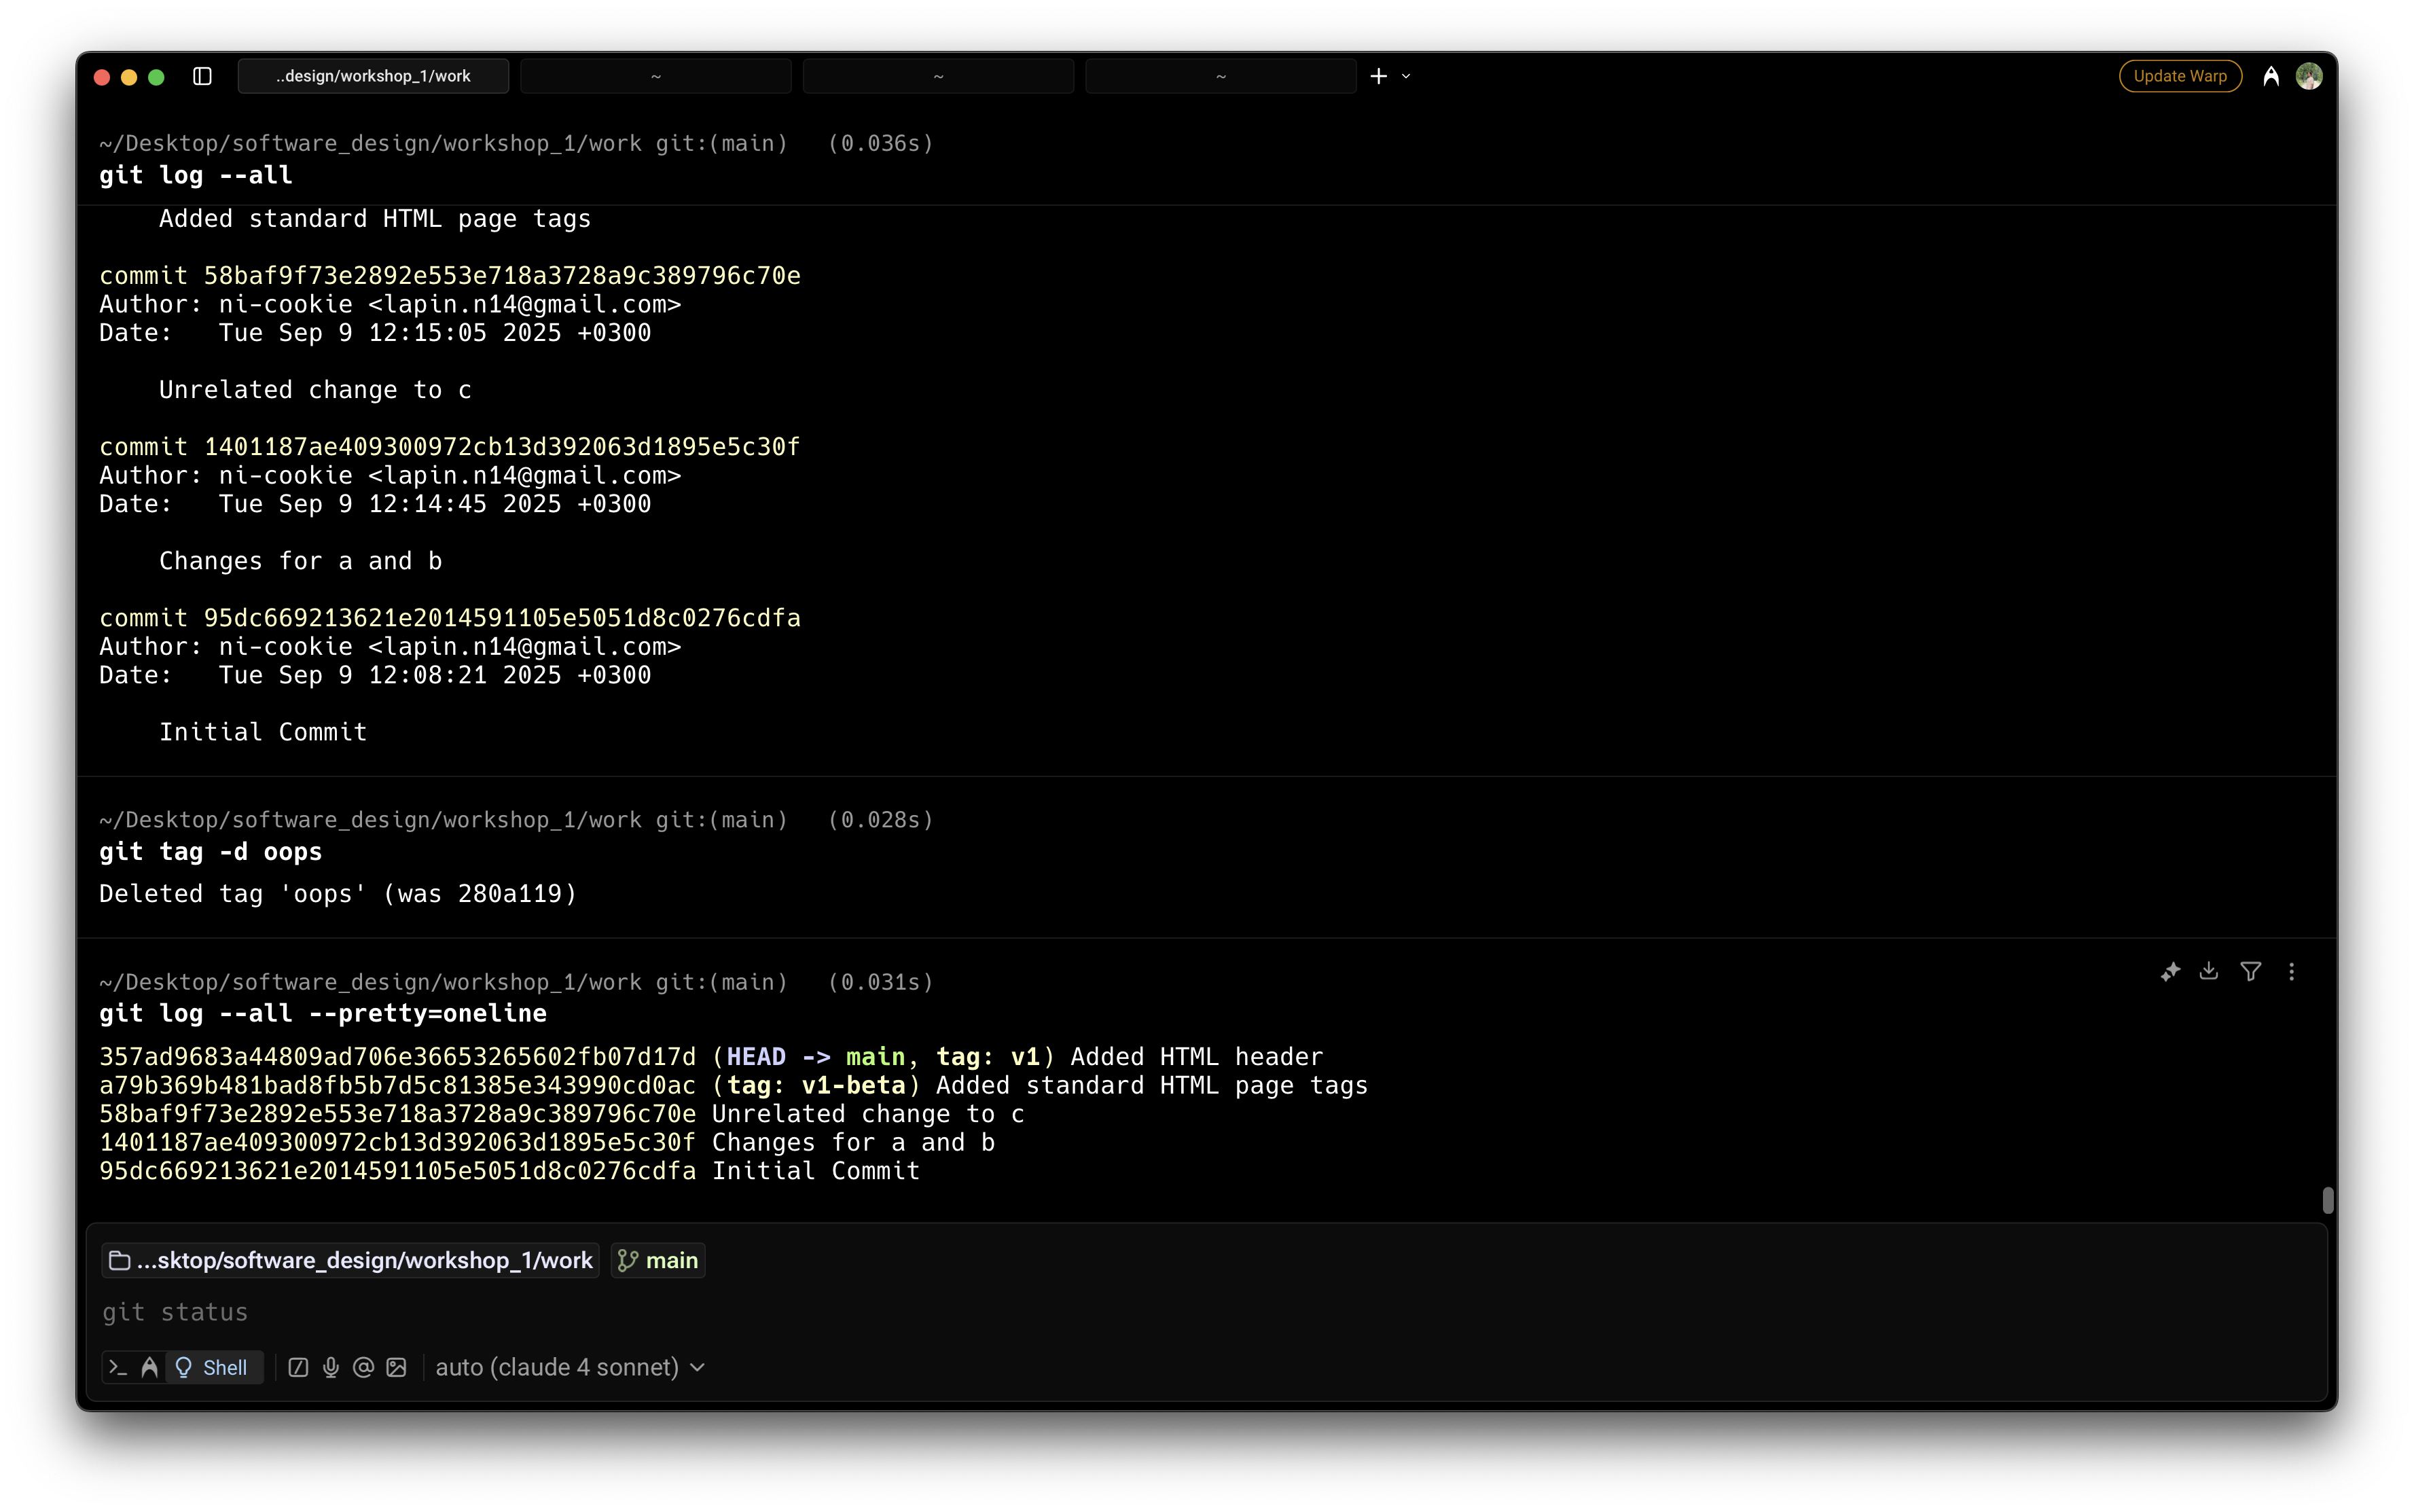 ..design/workshop_1/work
~
~
~
Update Warp
~/Desktop/software_design/workshop_1/work git:(main) (0.036s)
git log --all
Added standard HTML page tags
commit 58baf9f73e2892e553e718a3728a9c389796c70e
Author: ni-cookie <lapin.n14@gmail.com>
Date: Tue Sep 9 12:15:05 2025 +0300
Unrelated change to c
commit 1401187ae409300972cb13d392063d1895e5c30f
Author: ni-cookie <lapin.n14@gmail.com>
Date: Tue Sep 9 12:14:45 2025 +0300
Changes for a and b
commit 95dc669213621e2014591105e5051d8c0276cdfa
Author: ni-cookie <lapin.n14@gmail.com>
Date: Tue Sep 9 12:08:21 2025 +0300
Initial Commit
~/Desktop/software_design/workshop_1/work git:(main) (0.028s)
git tag -d oops
Deleted tag 'oops' (was 280a119)
~/Desktop/software_design/workshop_1/work git:(main) (0.031s)
git log --all --pretty=oneline
357ad9683a44809ad706e36653265602fb07d17d (HEAD -> main, tag: v1) Added HTML header
a79b369b481bad8fb5b7d5c81385e343990cd0ac (tag: v1-beta) Added standard HTML page tags
58baf9f73e2892e553e718a3728a9c389796c70e Unrelated change to c
1401187ae409300972cb13d392063d1895e5c30f Changes for a and b
95dc669213621e2014591105e5051d8c0276cdfa Initial Commit
...sktop/software_design/workshop_1/work main
git status
Shell auto (claude 4 sonnet)